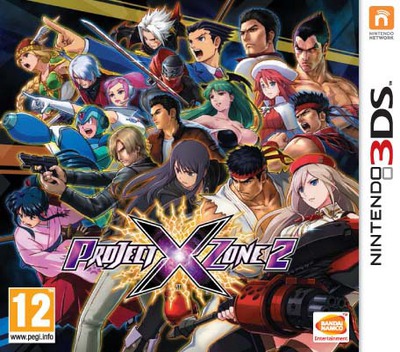 NINTENDO
NETWORK
NINTENDO 3DS
PROJECT X ZONE 2
12
www.pegi.info
BANDAI
NAMCO
Entertainment